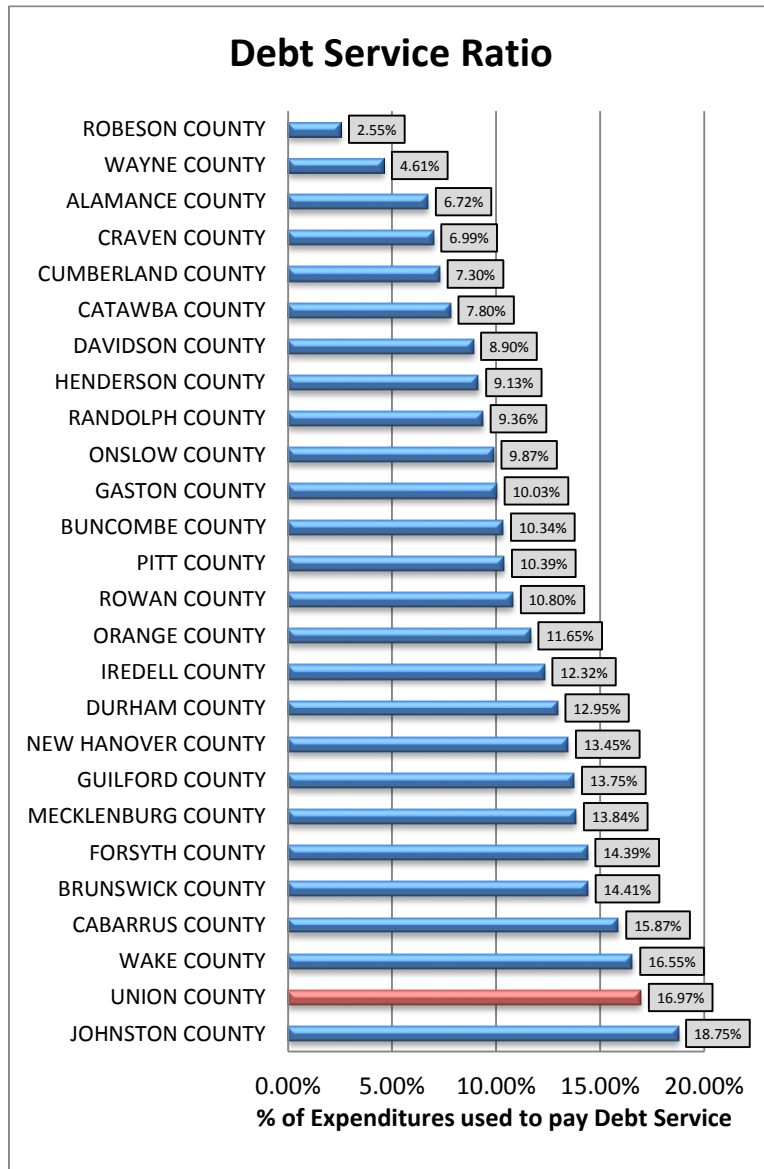 Debt Service Ratio
ROBESON COUNTY 2.55%
WAYNE COUNTY 4.61%
ALAMANCE COUNTY 6.72%
CRAVEN COUNTY 6.99%
CUMBERLAND COUNTY 7.30%
CATAWBA COUNTY 7.80%
DAVIDSON COUNTY 8.90%
HENDERSON COUNTY 9.13%
RANDOLPH COUNTY 9.36%
ONSLOW COUNTY 9.87%
GASTON COUNTY 10.03%
BUNCOMBE COUNTY 10.34%
PITT COUNTY 10.39%
ROWAN COUNTY 10.80%
ORANGE COUNTY 11.65%
IREDELL COUNTY 12.32%
DURHAM COUNTY 12.95%
NEW HANOVER COUNTY 13.45%
GUILFORD COUNTY 13.75%
MECKLENBURG COUNTY 13.84%
FORSYTH COUNTY 14.39%
BRUNSWICK COUNTY 14.41%
CABARRUS COUNTY 15.87%
WAKE COUNTY 16.55%
UNION COUNTY 16.97%
JOHNSTON COUNTY 18.75%
0.00% 5.00% 10.00% 15.00% 20.00%
% of Expenditures used to pay Debt Service